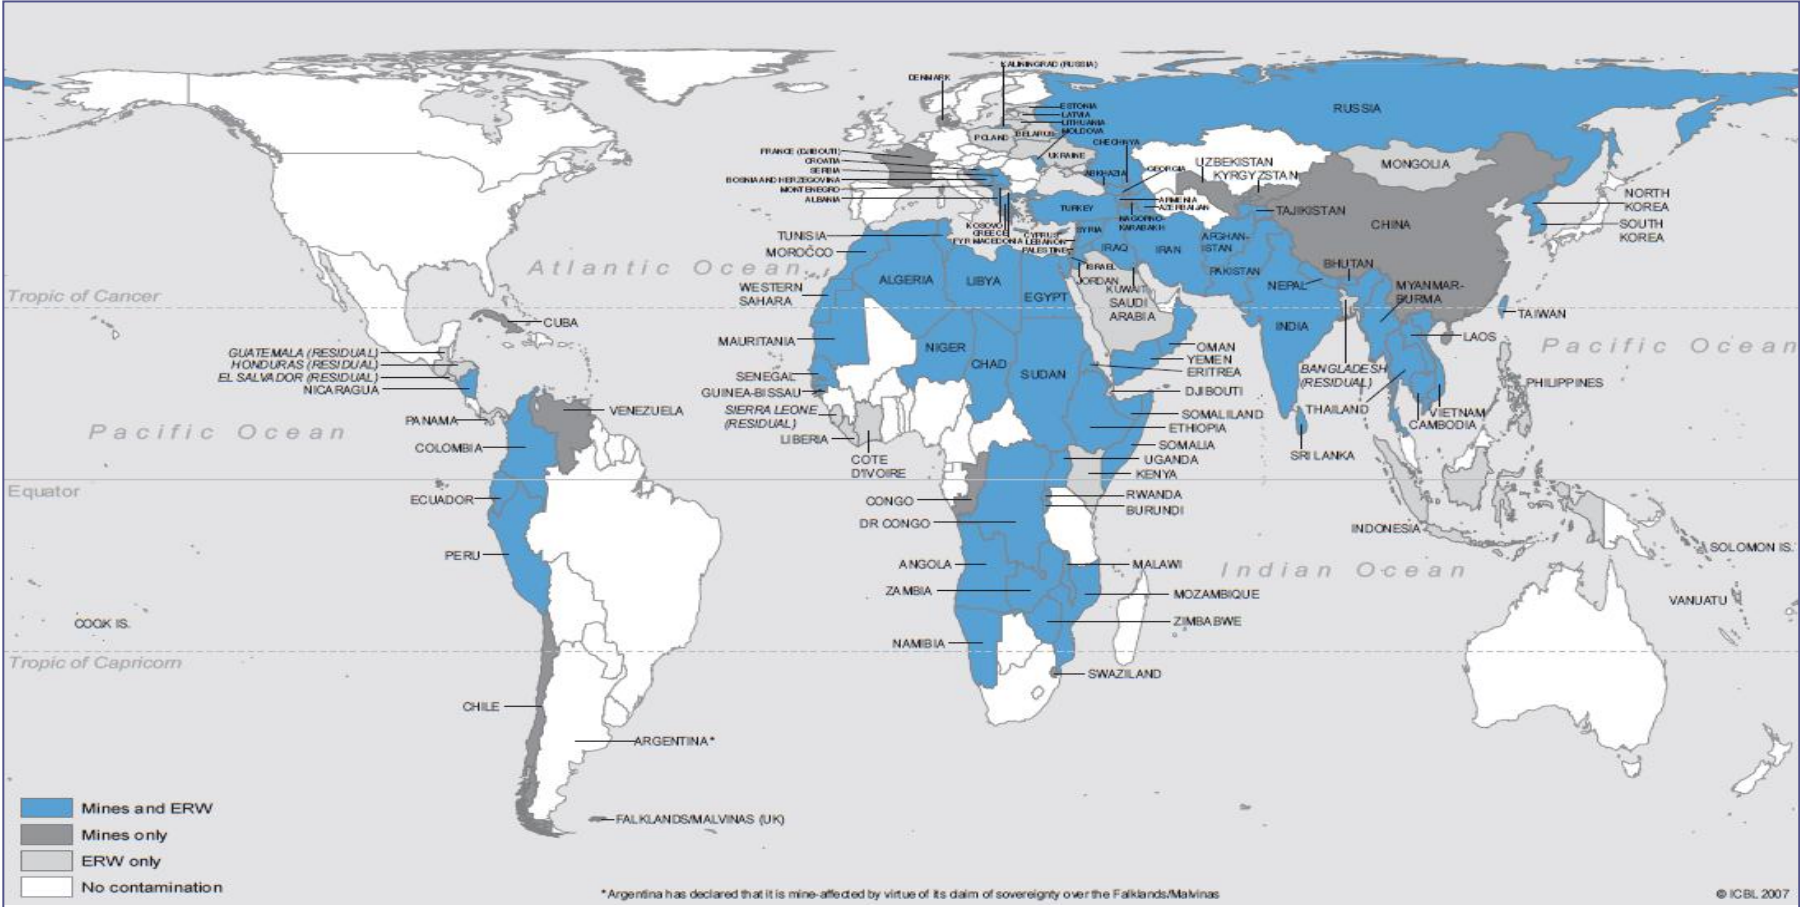 KALININGRAD (RUSSIA)
DENMARK
RUSSIA
ESTONIA
LATVIA
LITHUANIA
MOLDOVA
POLAND
BELARUS
CHECHNYA
FRANCE (DJIBOUTI)
CROATIA
SERBIA
BOSNIA AND HERZEGOVINA
MONTENEGRO
ALBANIA
UKRAINE
ABKHAZIA
GEORGIA
UZBEKISTAN
KYRGYZSTAN
MONGOLIA
ARMENIA
AZERBAIJAN
TURKEY
NAGORNO-
KARABAKH
TAJIKISTAN
CHINA
NORTH
KOREA
SOUTH
KOREA
KOSOVO
GREECE
FYR MACEDONIA
CYPRUS
LEBANON
PALESTINE
SYRIA
IRAQ
IRAN
AFGHAN-
ISTAN
TUNISIA
MOROCCO
ISRAEL
JORDAN
KUWAIT
SAUDI
ARABIA
PAKISTAN
NEPAL
BHUTAN
MYANMAR-
BURMA
Atlantic Ocean
ALGERIA
LIBYA
EGYPT
WESTERN
SAHARA
Tropic of Cancer
CUBA
INDIA
TAIWAN
LAOS
Pacific Ocean
MAURITANIA
NIGER
CHAD
SUDAN
OMAN
YEMEN
ERITREA
DJIBOUTI
GUATEMALA (RESIDUAL)
HONDURAS (RESIDUAL)
EL SALVADOR (RESIDUAL)
NICARAGUA
SENEGAL
GUINEA-BISSAU
SIERRA LEONE
(RESIDUAL)
LIBERIA
COTE
D'IVOIRE
BANGLADESH
(RESIDUAL)
THAILAND
VIETNAM
CAMBODIA
PHILIPPINES
PANAMA
VENEZUELA
Pacific Ocean
COLOMBIA
SOMALILAND
ETHIOPIA
SOMALIA
UGANDA
KENYA
SRI LANKA
Equator
ECUADOR
CONGO
DR CONGO
RWANDA
BURUNDI
INDONESIA
SOLOMON IS.
PERU
ANGOLA
ZAMBIA
MALAWI
MOZAMBIQUE
ZIMBABWE
Indian Ocean
VANUATU
COOK IS.
NAMIBIA
Tropic of Capricorn
SWAZILAND
CHILE
ARGENTINA*
FALKLANDS/MALVINAS (UK)
Mines and ERW
Mines only
ERW only
No contamination
*Argentina has declared that it is mine-affected by virtue of its claim of sovereignty over the Falklands/Malvinas
© ICBL 2007